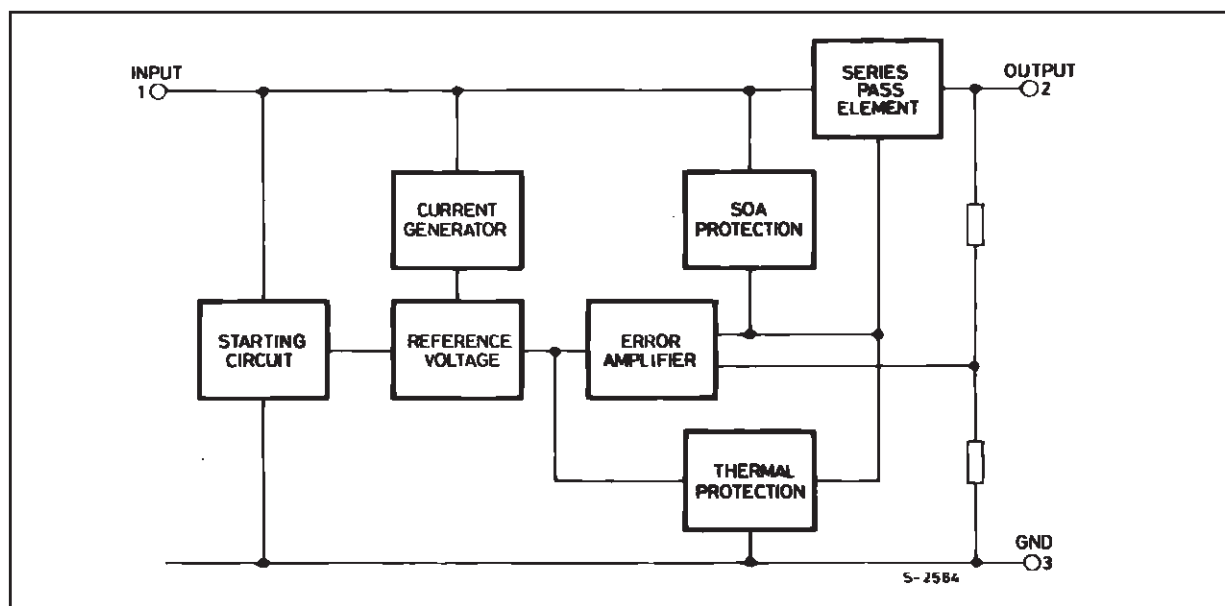 INPUT
1
SERIES
PASS
ELEMENT
OUTPUT
2
CURRENT
GENERATOR
SOA
PROTECTION
STARTING
CIRCUIT
REFERENCE
VOLTAGE
ERROR
AMPLIFIER
THERMAL
PROTECTION
GND
3
S-2564